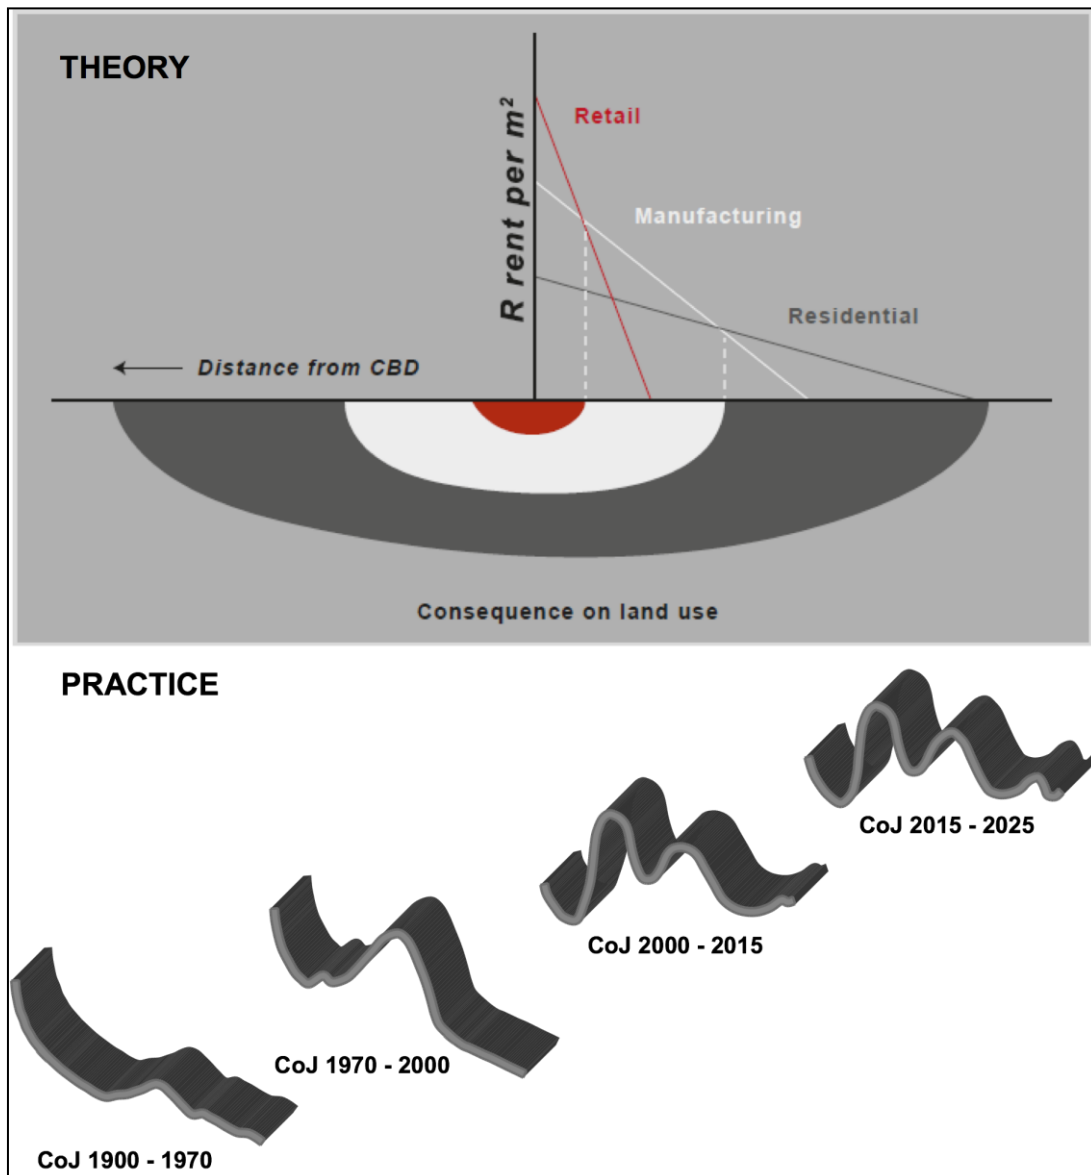 THEORY
R rent per m²
Retail
Manufacturing
Residential
Distance from CBD
Consequence on land use
PRACTICE
CoJ 2015 - 2025
CoJ 2000 - 2015
CoJ 1970 - 2000
CoJ 1900 - 1970